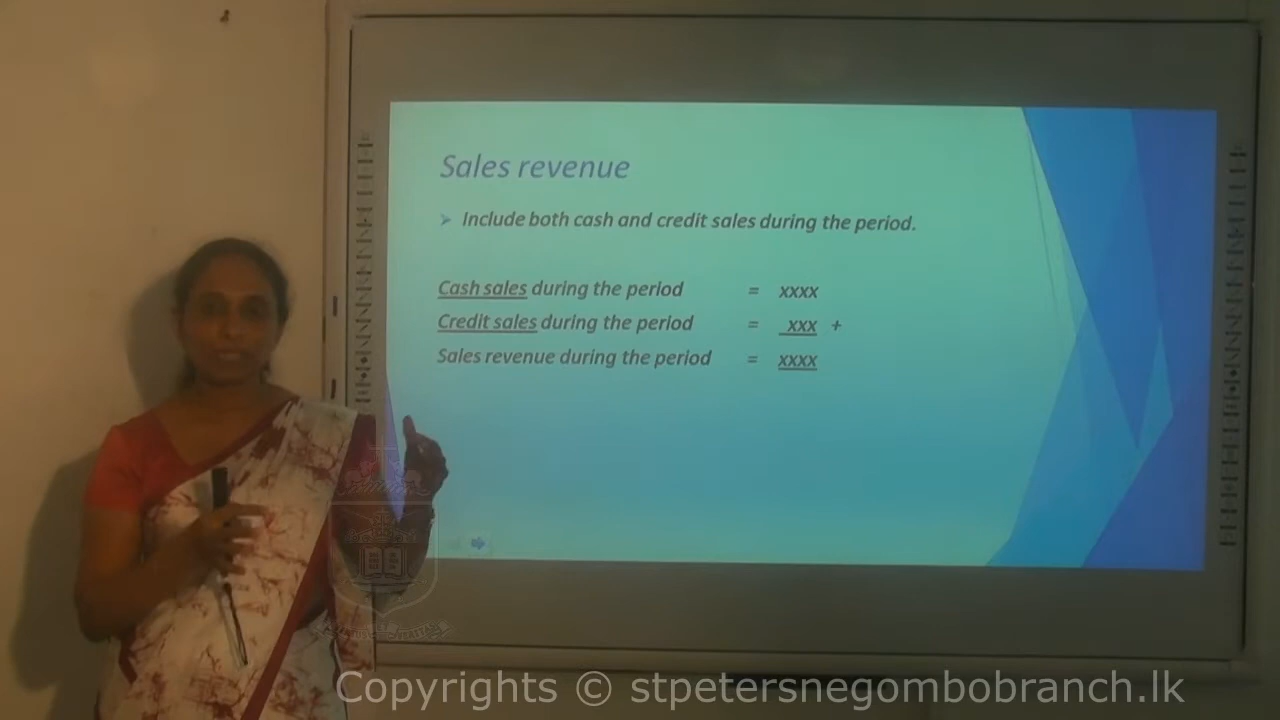 Sales revenue
Include both cash and credit sales during the period.
Cash sales during the period = xxxx
Credit sales during the period = xxx +
Sales revenue during the period = xxxx
Copyrights © stpetersnegombobranch.lk